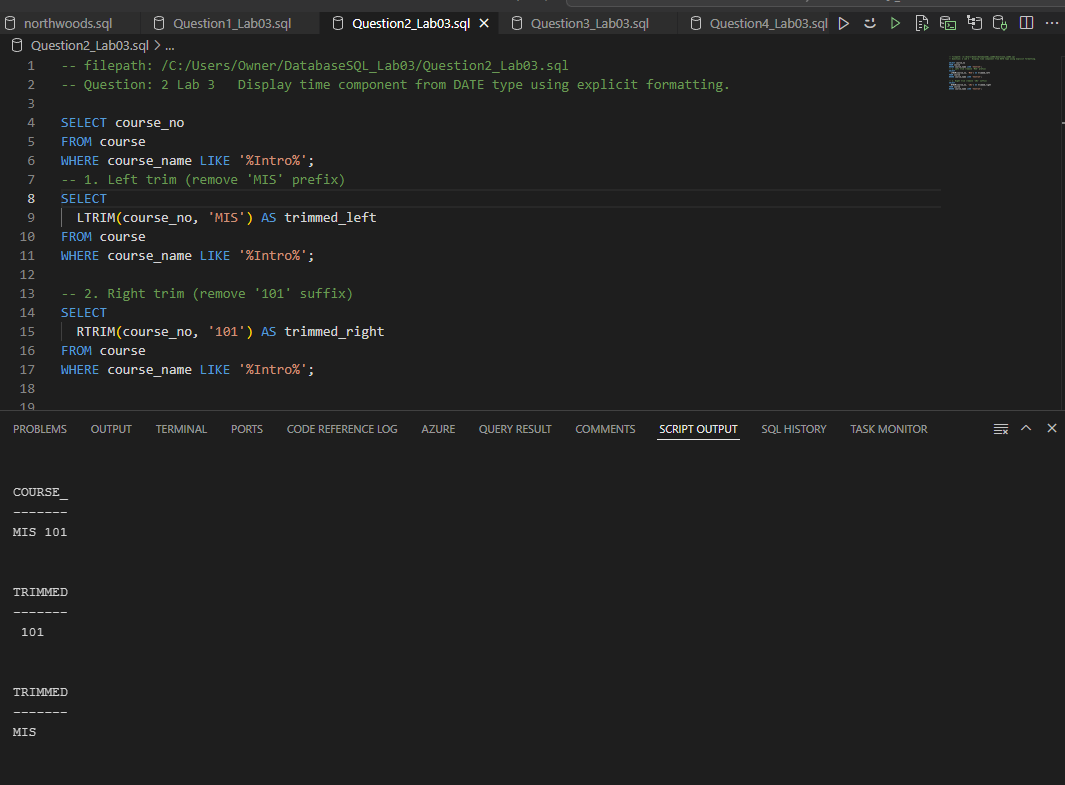 northwoods.sql Question1_Lab03.sql Question2_Lab03.sql Question3_Lab03.sql Question4_Lab03.sql
Question2_Lab03.sql > ...
1 -- filepath: /C:/Users/Owner/DatabaseSQL_Lab03/Question2_Lab03.sql
2 -- Question: 2 Lab 3   Display time component from DATE type using explicit formatting.
3
4 SELECT course_no
5 FROM course
6 WHERE course_name LIKE '%Intro%';
7 -- 1. Left trim (remove 'MIS' prefix)
8 SELECT
9   LTRIM(course_no, 'MIS') AS trimmed_left
10 FROM course
11 WHERE course_name LIKE '%Intro%';
12
13 -- 2. Right trim (remove '101' suffix)
14 SELECT
15   RTRIM(course_no, '101') AS trimmed_right
16 FROM course
17 WHERE course_name LIKE '%Intro%';
18
19
PROBLEMS OUTPUT TERMINAL PORTS CODE REFERENCE LOG AZURE QUERY RESULT COMMENTS SCRIPT OUTPUT SQL HISTORY TASK MONITOR
COURSE_
-------
MIS 101
TRIMMED
-------
 101
TRIMMED
-------
MIS